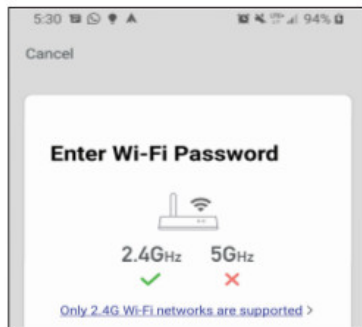 5:30 94%
Cancel
Enter Wi-Fi Password
2.4GHz 5GHz
Only 2.4G Wi-Fi networks are supported >